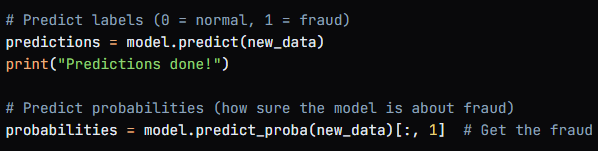 # Predict labels (0 = normal, 1 = fraud)
predictions = model.predict(new_data)
print("Predictions done!")
# Predict probabilities (how sure the model is about fraud)
probabilities = model.predict_proba(new_data)[:, 1]  # Get the fraud